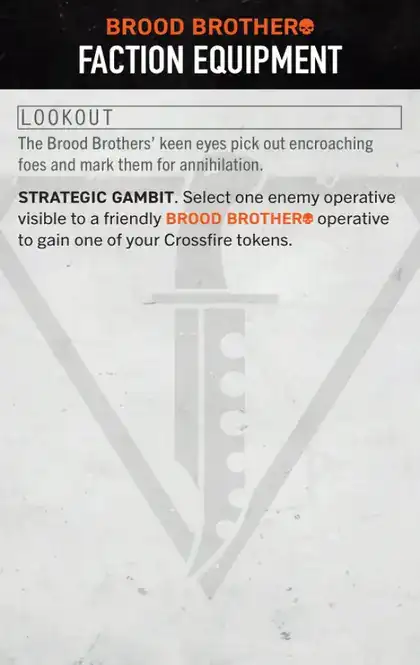 BROOD BROTHER
FACTION EQUIPMENT
LOOKOUT
The Brood Brothers’ keen eyes pick out encroaching
foes and mark them for annihilation.
STRATEGIC GAMBIT. Select one enemy operative
visible to a friendly BROOD BROTHER operative
to gain one of your Crossfire tokens.